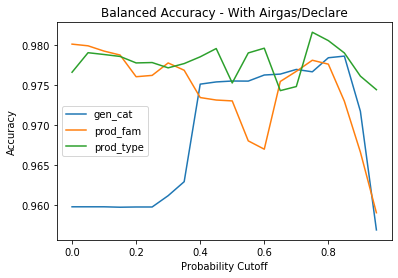 Balanced Accuracy - With Airgas/Declare
0.980
0.975
0.970
0.965
0.960
Accuracy
gen_cat
prod_fam
prod_type
0.0 0.2 0.4 0.6 0.8
Probability Cutoff